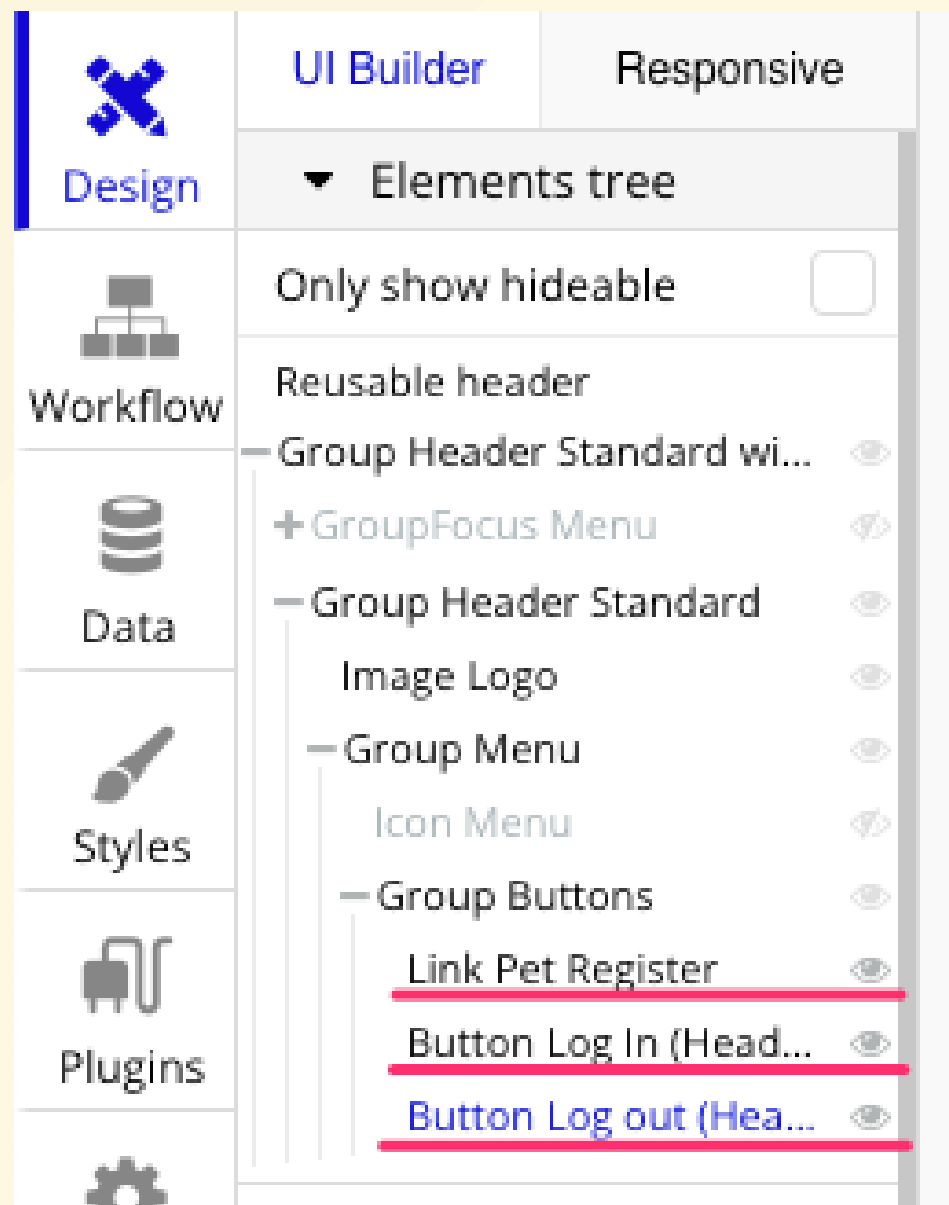 UI Builder
Responsive
Design
Elements tree
Only show hideable
Workflow
Reusable header
Group Header Standard wi...
GroupFocus Menu
Group Header Standard
Data
Image Logo
Group Menu
Icon Menu
Styles
Group Buttons
Link Pet Register
Button Log In (Head...
Plugins
Button Log out (Hea...